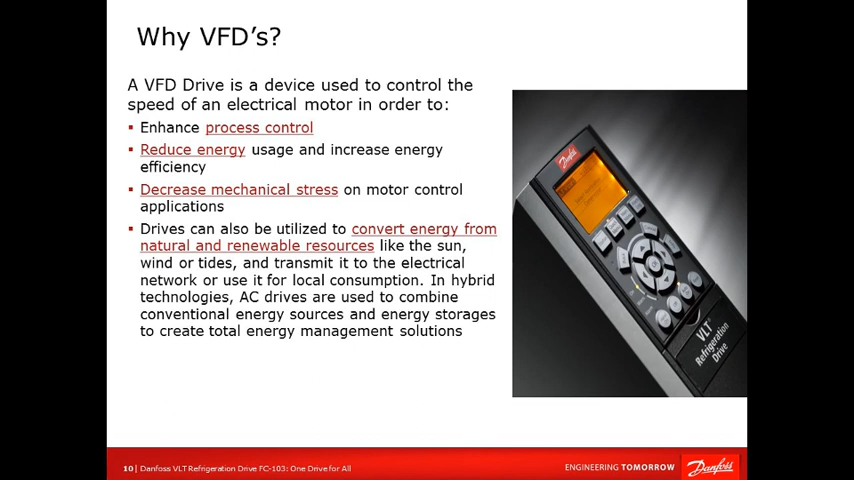 Why VFD's?
A VFD Drive is a device used to control the
speed of an electrical motor in order to:
▪ Enhance process control
▪ Reduce energy usage and increase energy
efficiency
▪ Decrease mechanical stress on motor control
applications
▪ Drives can also be utilized to convert energy from
natural and renewable resources like the sun,
wind or tides, and transmit it to the electrical
network or use it for local consumption. In hybrid
technologies, AC drives are used to combine
conventional energy sources and energy storages
to create total energy management solutions
Danfoss
VLT®
Refrigeration
Drive
10 | Danfoss VLT Refrigeration Drive FC-103: One Drive for All
ENGINEERING TOMORROW
Danfoss